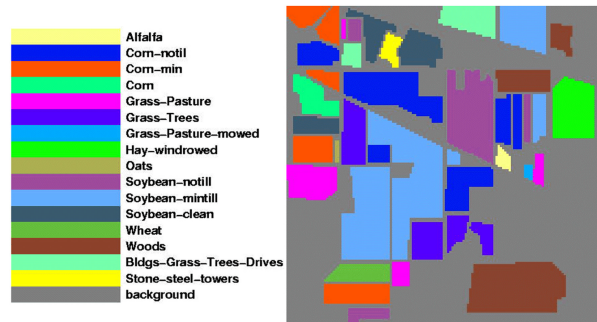 Alfalfa
Corn-notil
Corn-min
Corn
Grass-Pasture
Grass-Trees
Grass-Pasture-mowed
Hay-windrowed
Oats
Soybean-notill
Soybean-mintill
Soybean-clean
Wheat
Woods
Bldgs-Grass-Trees-Drives
Stone-steel-towers
background